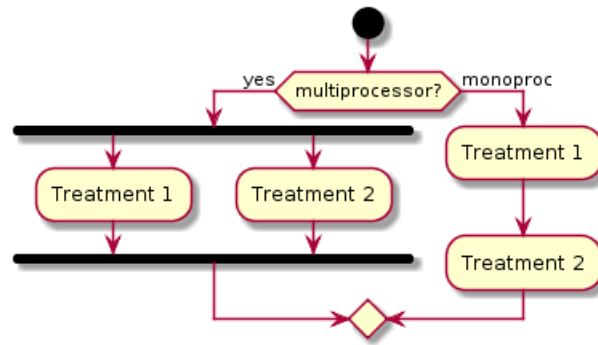 yes
multiprocessor?
monoproc
Treatment 1
Treatment 2
Treatment 1
Treatment 2